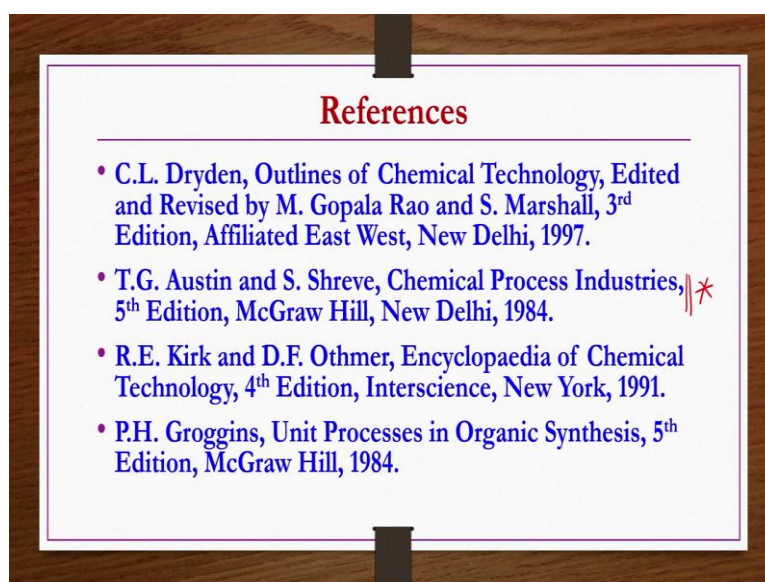 References
• C.L. Dryden, Outlines of Chemical Technology, Edited
and Revised by M. Gopala Rao and S. Marshall, 3rd
Edition, Affiliated East West, New Delhi, 1997.
• T.G. Austin and S. Shreve, Chemical Process Industries, *
5th Edition, McGraw Hill, New Delhi, 1984.
• R.E. Kirk and D.F. Othmer, Encyclopaedia of Chemical
Technology, 4th Edition, Interscience, New York, 1991.
• P.H. Groggins, Unit Processes in Organic Synthesis, 5th
Edition, McGraw Hill, 1984.